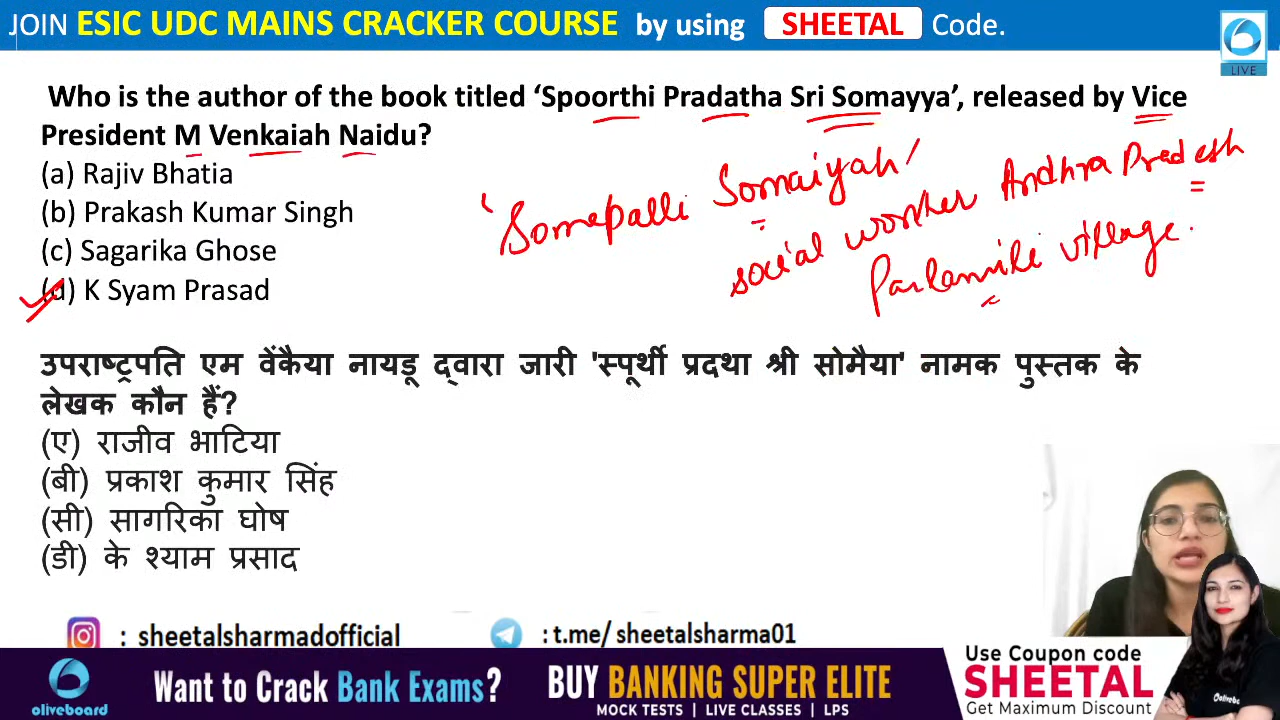 JOIN ESIC UDC MAINS CRACKER COURSE by using SHEETAL Code.
LIVE
Who is the author of the book titled ‘Spoorthi Pradatha Sri Somayya’, released by Vice
President M Venkaiah Naidu?
(a) Rajiv Bhatia
(b) Prakash Kumar Singh
(c) Sagarika Ghose
(d) K Syam Prasad
'Somepalli Somaiyah'
social worker Andhra Pradesh
village.
उपराष्ट्रपति एम वेंकैया नायडू द्वारा जारी 'स्पूर्थी प्रदथा श्री सोमैया' नामक पुस्तक के
लेखक कौन हैं?
(ए) राजीव भाटिया
(बी) प्रकाश कुमार सिंह
(सी) सागरिका घोष
(डी) के श्याम प्रसाद
: sheetalsharmadofficial
: t.me/ sheetalsharma01
oliveboard
Want to Crack Bank Exams?
BUY BANKING SUPER ELITE
MOCK TESTS | LIVE CLASSES | LPS
Use Coupon code
SHEETAL
Get Maximum Discount